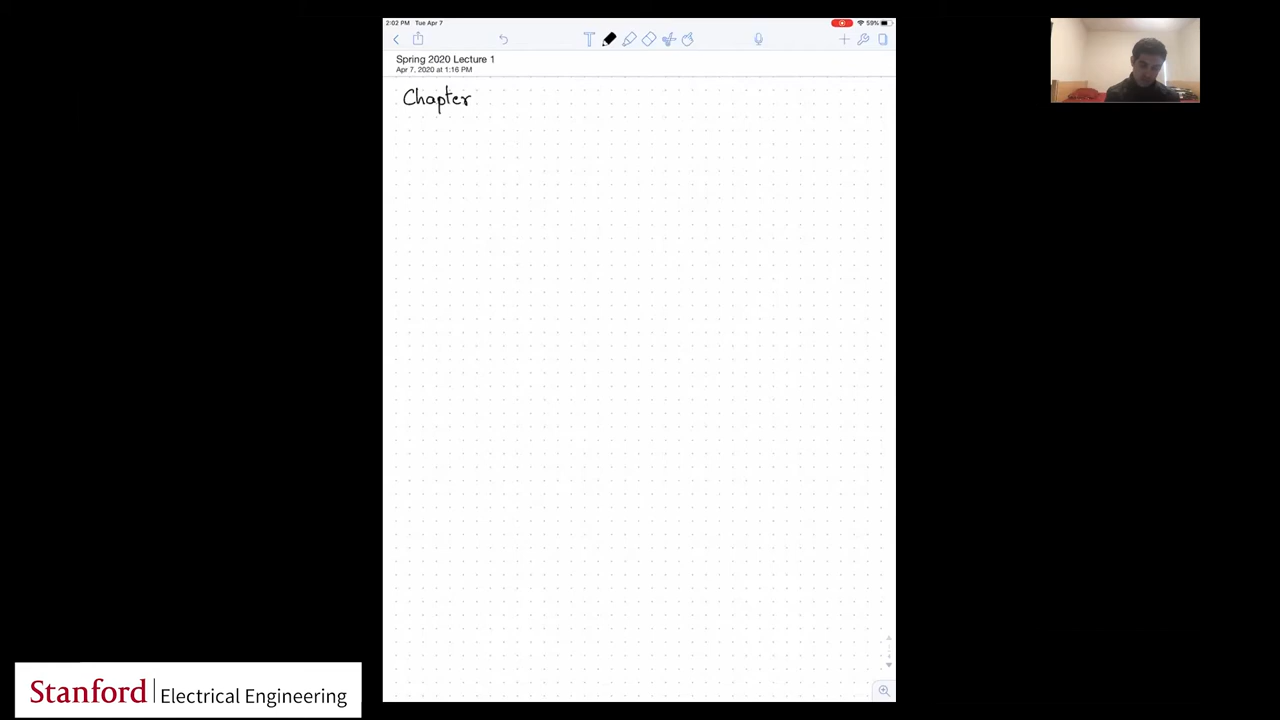 2:02 PM Tue Apr 7
59%
T
Spring 2020 Lecture 1
Apr 7, 2020 at 1:16 PM
Chapter
Stanford Electrical Engineering